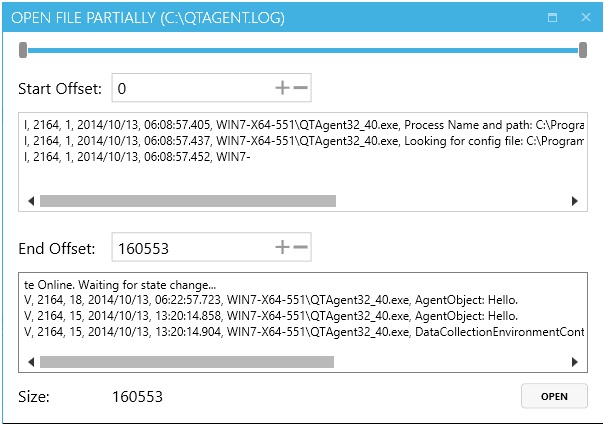 OPEN FILE PARTIALLY (C:\QTAGENT.LOG)
Start Offset: 0
I, 2164, 1, 2014/10/13, 06:08:57.405, WIN7-X64-551\QTAgent32_40.exe, Process Name and path: C:\Progra
I, 2164, 1, 2014/10/13, 06:08:57.437, WIN7-X64-551\QTAgent32_40.exe, Looking for config file: C:\Program
I, 2164, 1, 2014/10/13, 06:08:57.452, WIN7-
End Offset: 160553
te Online. Waiting for state change...
V, 2164, 18, 2014/10/13, 06:22:57.723, WIN7-X64-551\QTAgent32_40.exe, AgentObject: Hello.
V, 2164, 15, 2014/10/13, 13:20:14.858, WIN7-X64-551\QTAgent32_40.exe, AgentObject: Hello.
V, 2164, 15, 2014/10/13, 13:20:14.904, WIN7-X64-551\QTAgent32_40.exe, DataCollectionEnvironmentCont
Size: 160553
OPEN